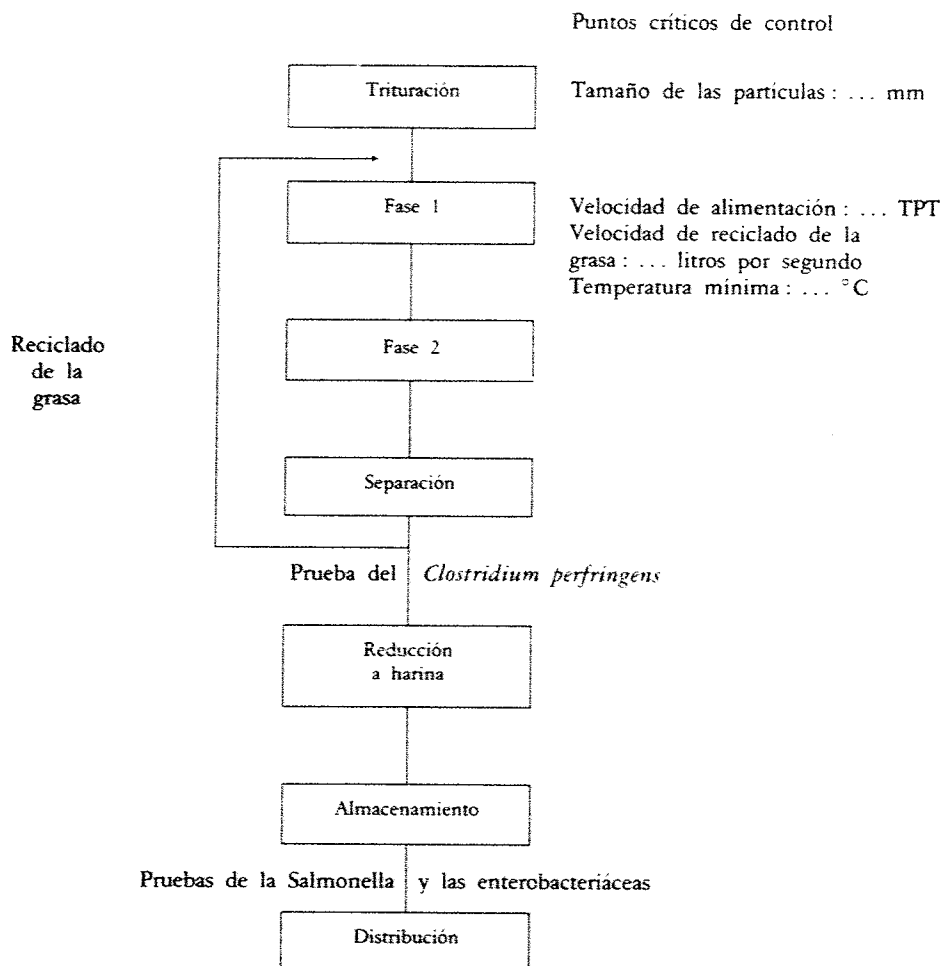 Puntos críticos de control
Trituración
Tamaño de las partículas : ... mm
Fase 1
Velocidad de alimentación : ... TPT
Velocidad de reciclado de la
grasa : ... litros por segundo
Temperatura mínima : ... °C
Reciclado
de la
grasa
Fase 2
Separación
Prueba del Clostridium perfringens
Reducción
a harina
Almacenamiento
Pruebas de la Salmonella y las enterobacteriáceas
Distribución